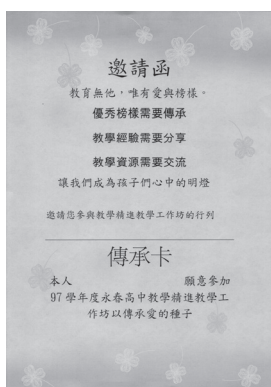 邀請函
教育無他，唯有愛與榜樣。
優秀榜樣需要傳承
教學經驗需要分享
教學資源需要交流
讓我們成為孩子們心中的明燈
邀請您參與教學精進教學工作坊的行列
傳承卡
本人 願意參加
97 學年度永春高中教學精進教學工
作坊以傳承愛的種子